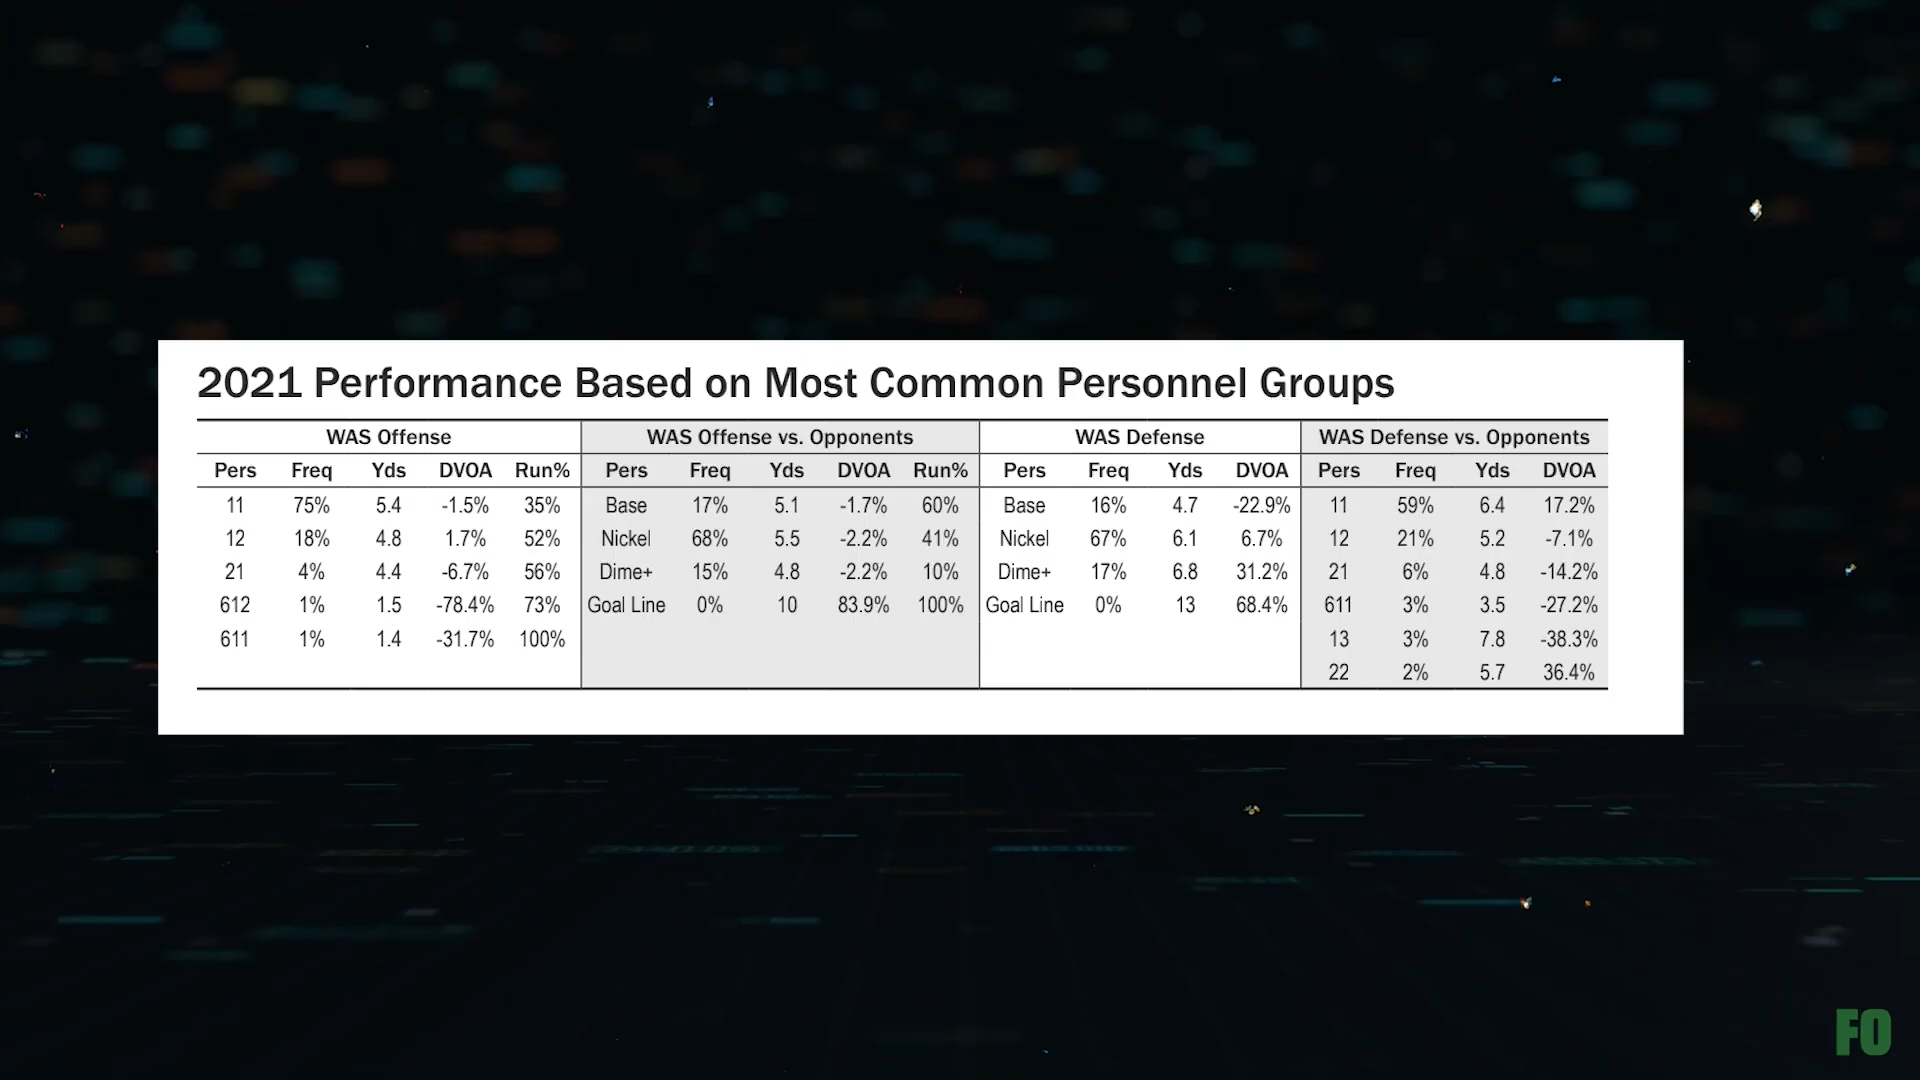 2021 Performance Based on Most Common Personnel Groups
WAS Offense WAS Offense vs. Opponents WAS Defense WAS Defense vs. Opponents
Pers Freq Yds DVOA Run% Pers Freq Yds DVOA Run% Pers Freq Yds DVOA Pers Freq Yds DVOA
11 75% 5.4 -1.5% 35% Base 17% 5.1 -1.7% 60% Base 16% 4.7 -22.9% 11 59% 6.4 17.2%
12 18% 4.8 1.7% 52% Nickel 68% 5.5 -2.2% 41% Nickel 67% 6.1 6.7% 12 21% 5.2 -7.1%
21 4% 4.4 -6.7% 56% Dime+ 15% 4.8 -2.2% 10% Dime+ 17% 6.8 31.2% 21 6% 4.8 -14.2%
612 1% 1.5 -78.4% 73% Goal Line 0% 10 83.9% 100% Goal Line 0% 13 68.4% 611 3% 3.5 -27.2%
611 1% 1.4 -31.7% 100% 13 3% 7.8 -38.3%
22 2% 5.7 36.4%
FO